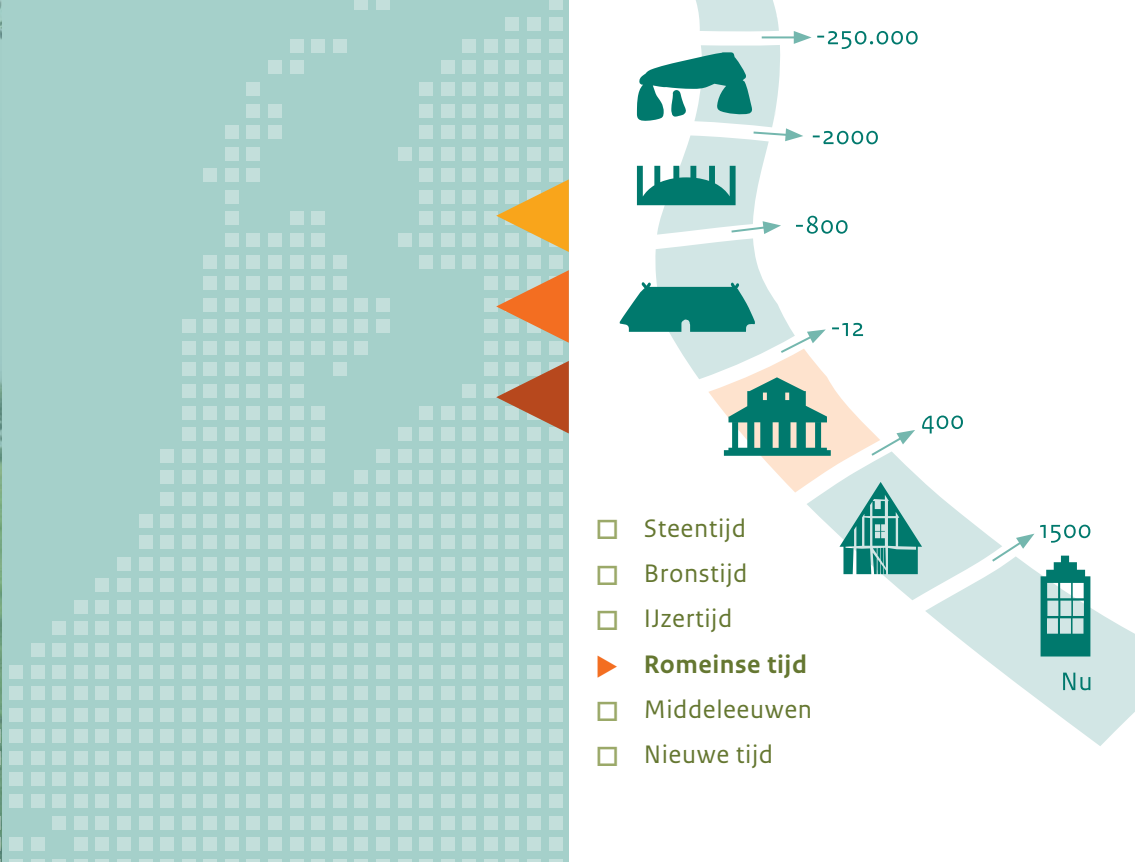 -250.000
-2000
-800
-12
400
1500
Nu
Steentijd
Bronstijd
IJzertijd
Romeinse tijd
Middeleeuwen
Nieuwe tijd